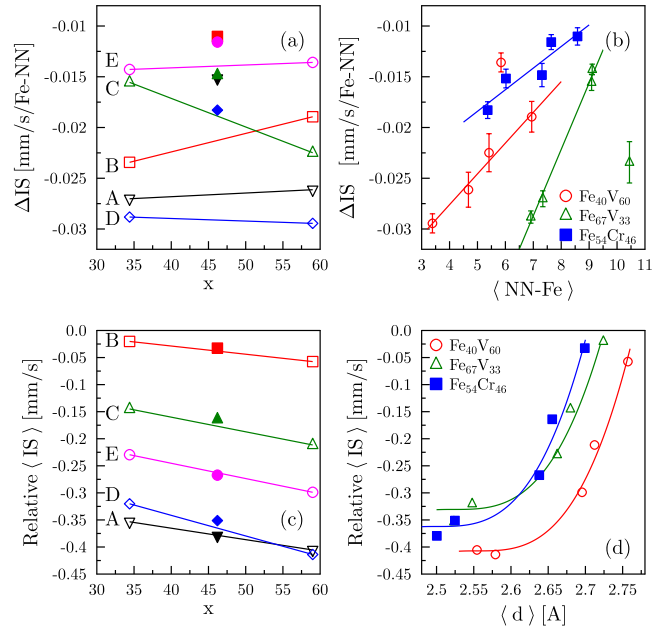 -0.01
-0.015
-0.02
-0.025
-0.03
ΔIS [mm/s/Fe-NN]
E
C
B
A
D
(a)
30 35 40 45 50 55 60
x
-0.01
-0.015
-0.02
-0.025
-0.03
ΔIS [mm/s/Fe-NN]
(b)
Fe40V60
Fe67V33
Fe54Cr46
3 5 7 9 11
⟨ NN-Fe ⟩
0.0
-0.05
-0.1
-0.15
-0.2
-0.25
-0.3
-0.35
-0.4
-0.45
Relative ⟨ IS ⟩ [mm/s]
B
C
E
D
A
(c)
30 35 40 45 50 55 60
x
0.0
-0.05
-0.1
-0.15
-0.2
-0.25
-0.3
-0.35
-0.4
-0.45
Relative ⟨ IS ⟩ [mm/s]
Fe40V60
Fe67V33
Fe54Cr46
(d)
2.5 2.55 2.6 2.65 2.7 2.75
⟨ d ⟩ [A]